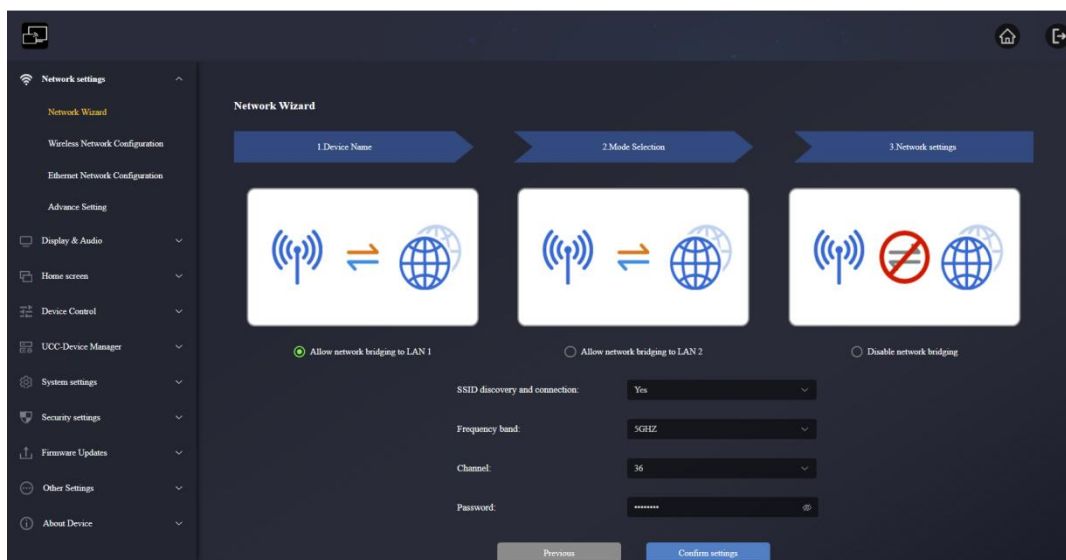 Network settings
Network Wizard
Wireless Network Configuration
Ethernet Network Configuration
Advance Setting
Display & Audio
Home screen
Device Control
UCC-Device Manager
System settings
Security settings
Firmware Updates
Other Settings
About Device
Network Wizard
1.Device Name
2.Mode Selection
3.Network settings
Allow network bridging to LAN 1
Allow network bridging to LAN 2
Disable network bridging
SSID discovery and connection: Yes
Frequency band: 5GHZ
Channel: 36
Password: ••••••••
Previous
Confirm settings